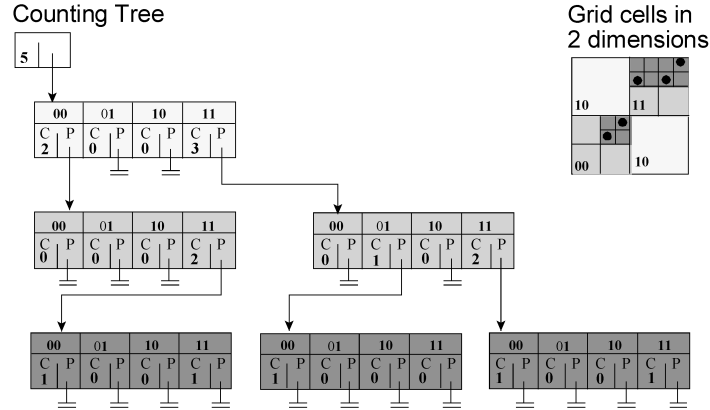 Counting Tree
Grid cells in
2 dimensions
5
00 01 10 11
C P C P C P C P
2 0 0 3
10 11
00 10
00 01 10 11
C P C P C P C P
0 0 0 2
00 01 10 11
C P C P C P C P
0 1 0 2
00 01 10 11
C P C P C P C P
1 0 0 1
00 01 10 11
C P C P C P C P
1 0 0 0
00 01 10 11
C P C P C P C P
1 0 0 1